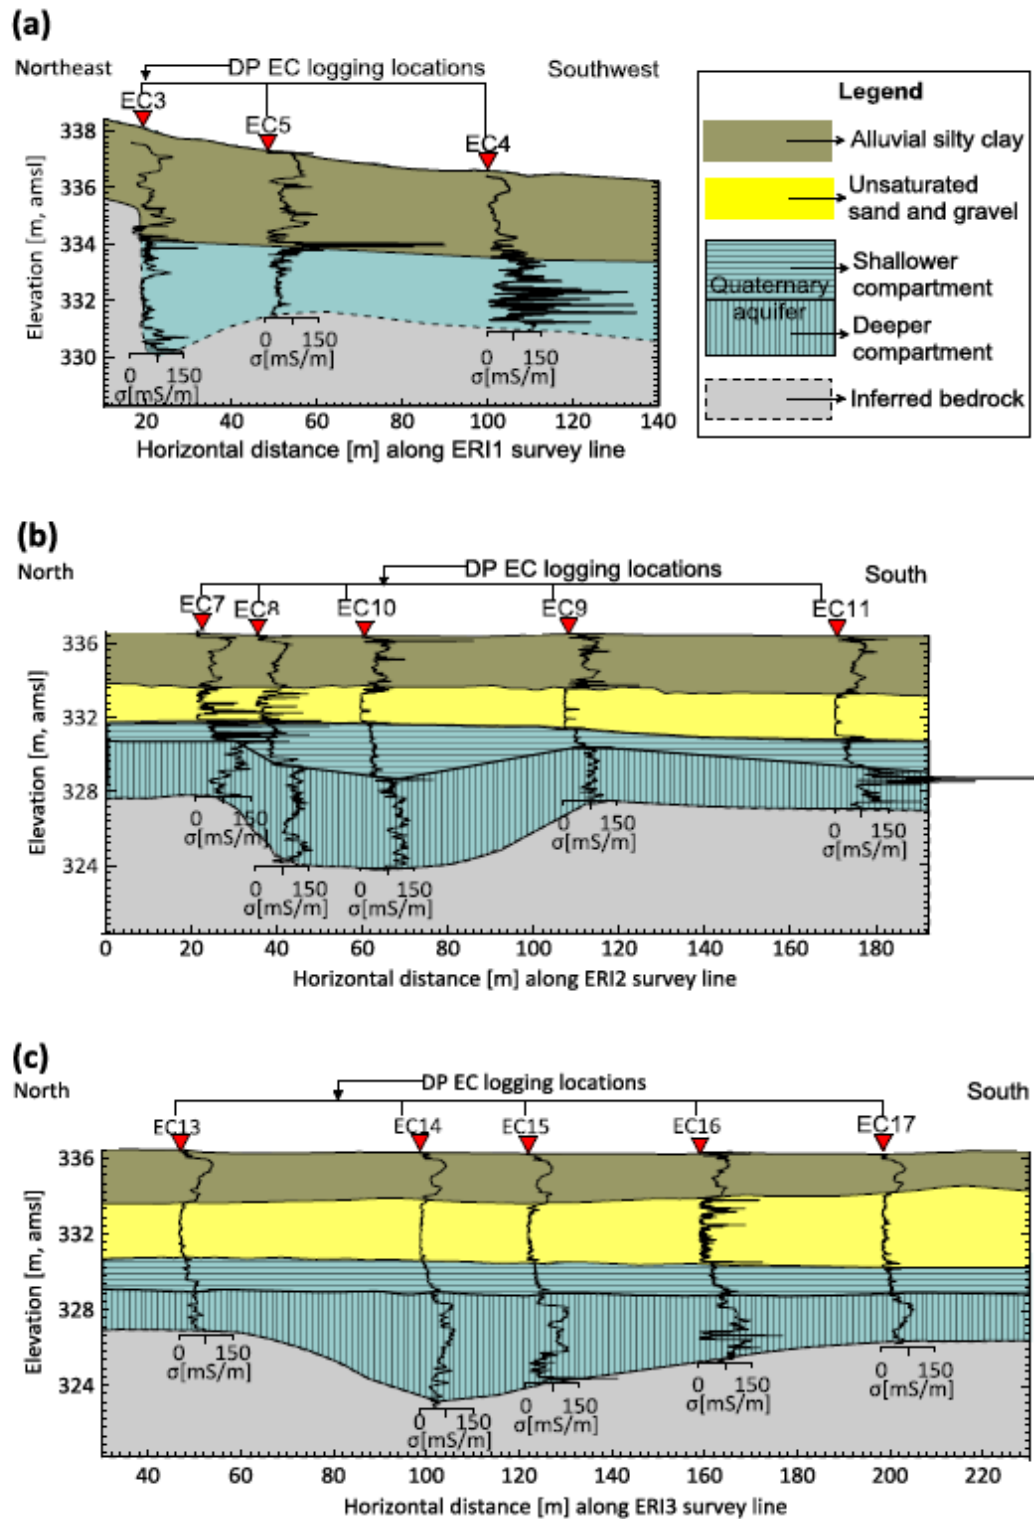 (a)
Northeast
DP EC logging locations
Southwest
EC3
EC5
EC4
338
336
334
332
330
Elevation [m, amsl]
0 150
σ[mS/m]
0 150
σ[mS/m]
0 150
σ[mS/m]
20 40 60 80 100 120 140
Horizontal distance [m] along ERI1 survey line
Legend
Alluvial silty clay
Unsaturated
sand and gravel
Quaternary
aquifer
Shallower
compartment
Deeper
compartment
Inferred bedrock
(b)
North
DP EC logging locations
South
EC7
EC8
EC10
EC9
EC11
336
332
328
324
Elevation [m, amsl]
0 150
σ[mS/m]
0 150
σ[mS/m]
0 150
σ[mS/m]
0 150
σ[mS/m]
0 150
σ[mS/m]
0 20 40 60 80 100 120 140 160 180
Horizontal distance [m] along ERI2 survey line
(c)
North
DP EC logging locations
South
EC13
EC14
EC15
EC16
EC17
336
332
328
324
Elevation [m, amsl]
0 150
σ[mS/m]
0 150
σ[mS/m]
0 150
σ[mS/m]
0 150
σ[mS/m]
0 150
σ[mS/m]
40 60 80 100 120 140 160 180 200 220
Horizontal distance [m] along ERI3 survey line